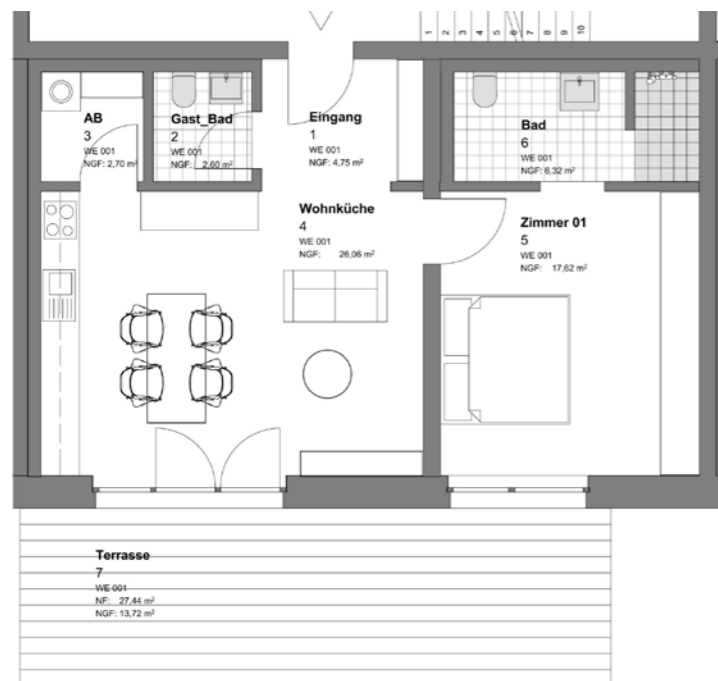 1 2 3 4 5 6 7 8 9 10
AB
3
WE 001
NGF: 2,70 m²
Gast_Bad
2
WE 001
NGF: 2,60 m²
Eingang
1
WE 001
NGF: 4,75 m²
Bad
6
WE 001
NGF: 6,32 m²
Wohnküche
4
WE 001
NGF: 26,06 m²
Zimmer 01
5
WE 001
NGF: 17,62 m²
Terrasse
7
WE 001
NF: 27,44 m²
NGF: 13,72 m²